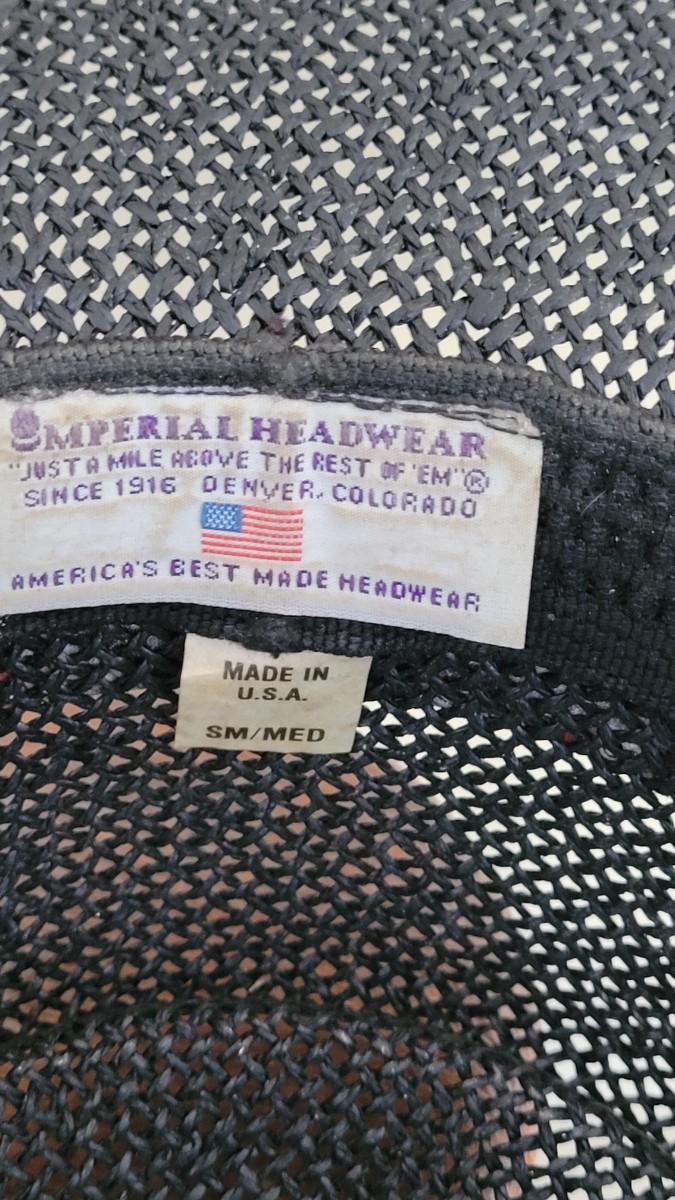 IMPERIAL HEADWEAR
"JUST A MILE ABOVE THE REST OF 'EM"®
SINCE 1916 DENVER, COLORADO
AMERICA'S BEST MADE HEADWEAR
MADE IN
U.S.A.
SM/MED